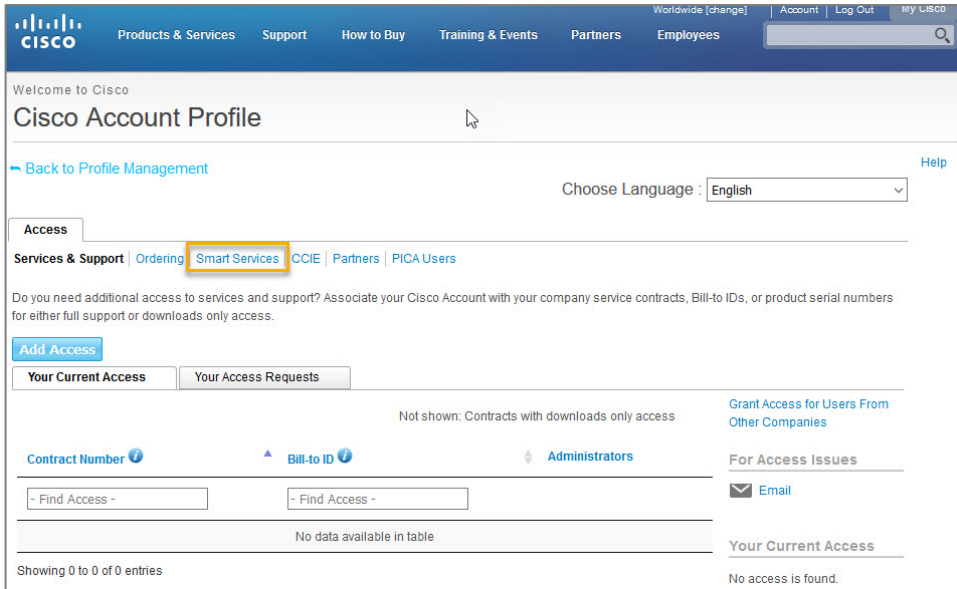 Worldwide [change] Account Log Out My Cisco
CISCO Products & Services Support How to Buy Training & Events Partners Employees
Welcome to Cisco
Cisco Account Profile
Back to Profile Management
Help
Choose Language : English
Access
Services & Support Ordering Smart Services CCIE Partners PICA Users
Do you need additional access to services and support? Associate your Cisco Account with your company service contracts, Bill-to IDs, or product serial numbers
for either full support or downloads only access.
Add Access
Your Current Access Your Access Requests
Not shown: Contracts with downloads only access
Grant Access for Users From
Other Companies
Contract Number Bill-to ID Administrators
For Access Issues
- Find Access - - Find Access -
Email
No data available in table
Your Current Access
Showing 0 to 0 of 0 entries
No access is found.